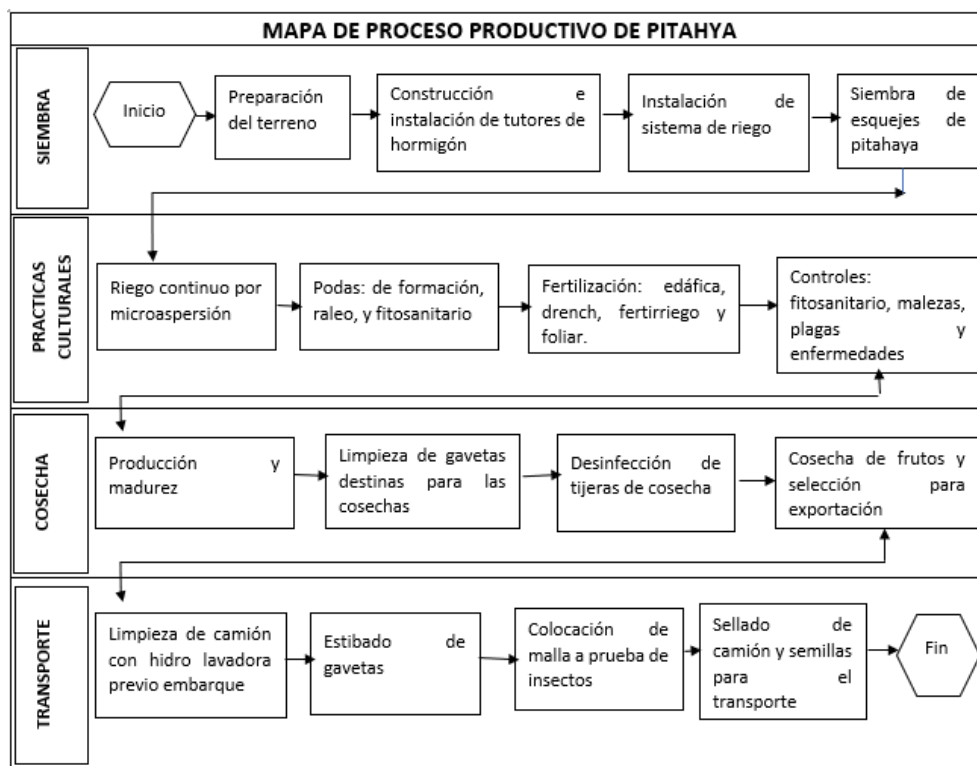 MAPA DE PROCESO PRODUCTIVO DE PITAHYA
SIEMBRA
Inicio
Preparación
del terreno
Construcción e
instalación de tutores de
hormigón
Instalación de
sistema de riego
Siembra de
esquejes de
pitahaya
PRACTICAS
CULTURALES
Riego continuo por
microaspersión
Podas: de formación,
raleo, y fitosanitario
Fertilización: edáfica,
drench, fertirriego y
foliar.
Controles:
fitosanitario, malezas,
plagas y
enfermedades
COSECHA
Producción y
madurez
Limpieza de gavetas
destinas para las
cosechas
Desinfección de
tijeras de cosecha
Cosecha de frutos y
selección para
exportación
TRANSPORTE
Limpieza de camión
con hidro lavadora
previo embarque
Estibado de
gavetas
Colocación de
malla a prueba de
insectos
Sellado de
camión y semillas
para el
transporte
Fin